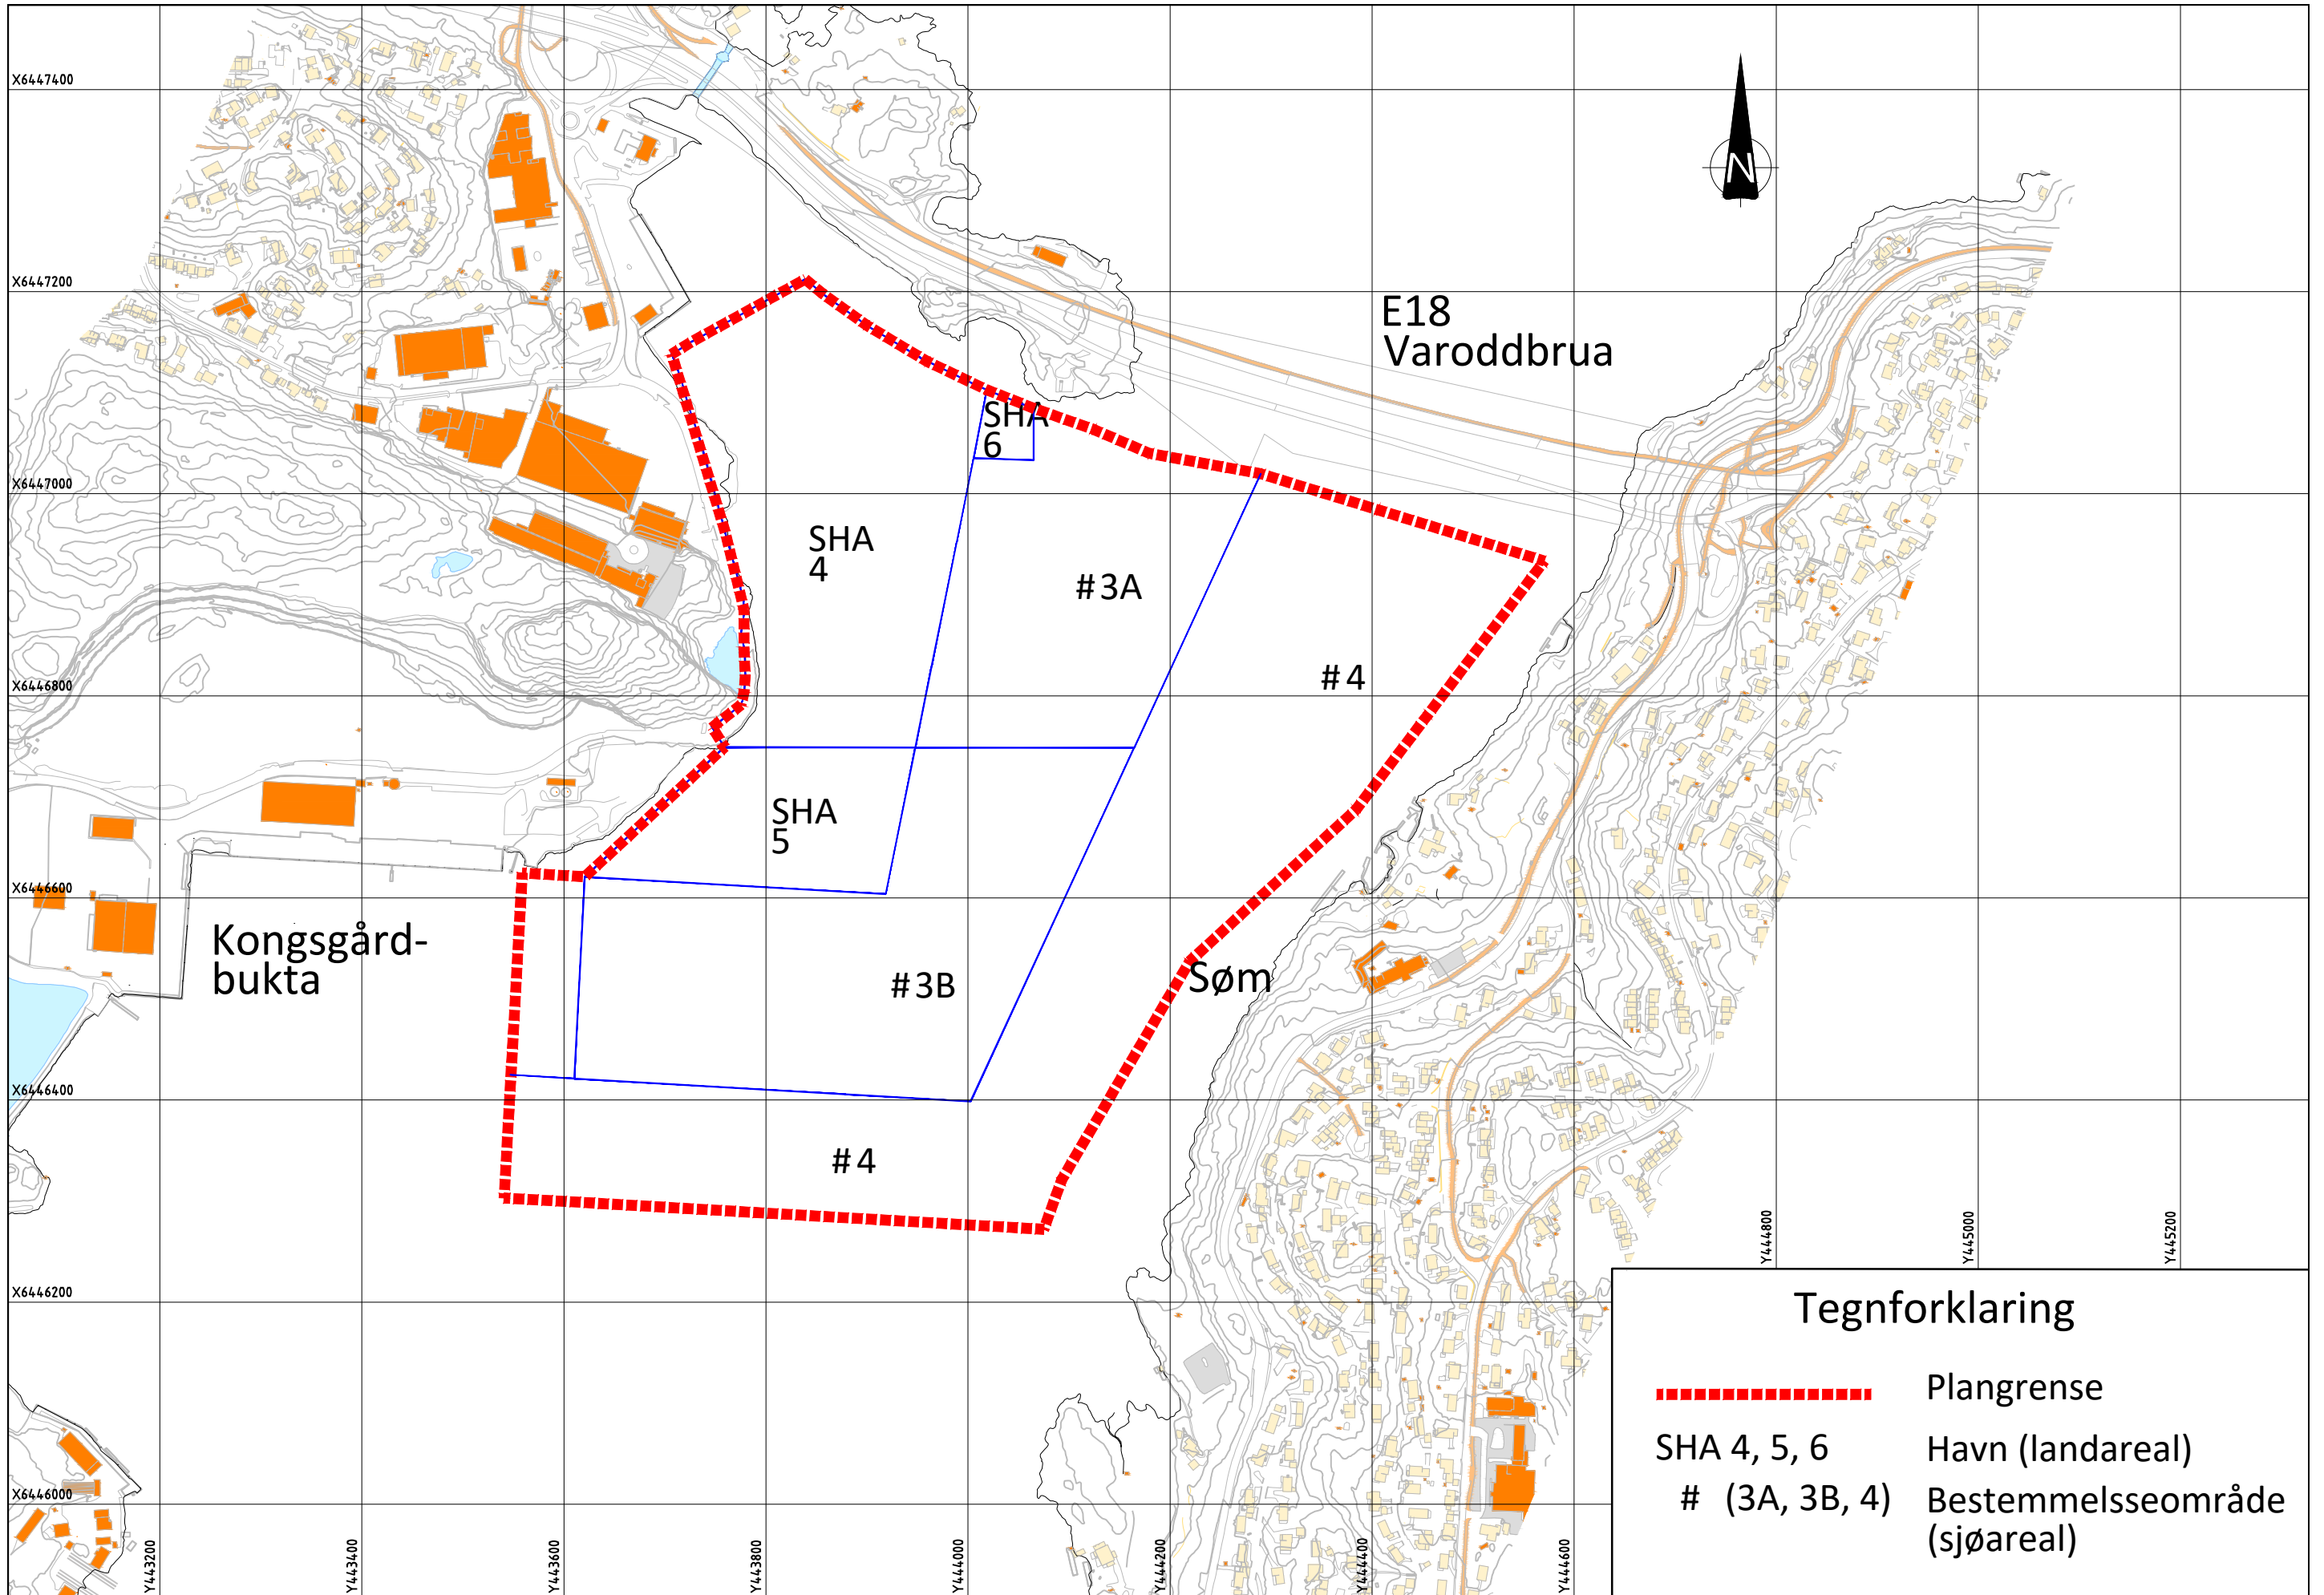 X6447400
N
X6447200
E18
Varoddbrua
SHA
6
X6447000
SHA
4
#3A
#4
X6446800
SHA
5
X6446600
Kongsgård-
bukta
Søm
#3B
X6446400
#4
Y444800
Y445000
Y445200
X6446200
Tegnforklaring
Plangrense
SHA 4, 5, 6 Havn (landareal)
# (3A, 3B, 4) Bestemmelsseområde
(sjøareal)
X6446000
Y443200
Y443400
Y443600
Y443800
Y444000
Y444200
Y444400
Y444600